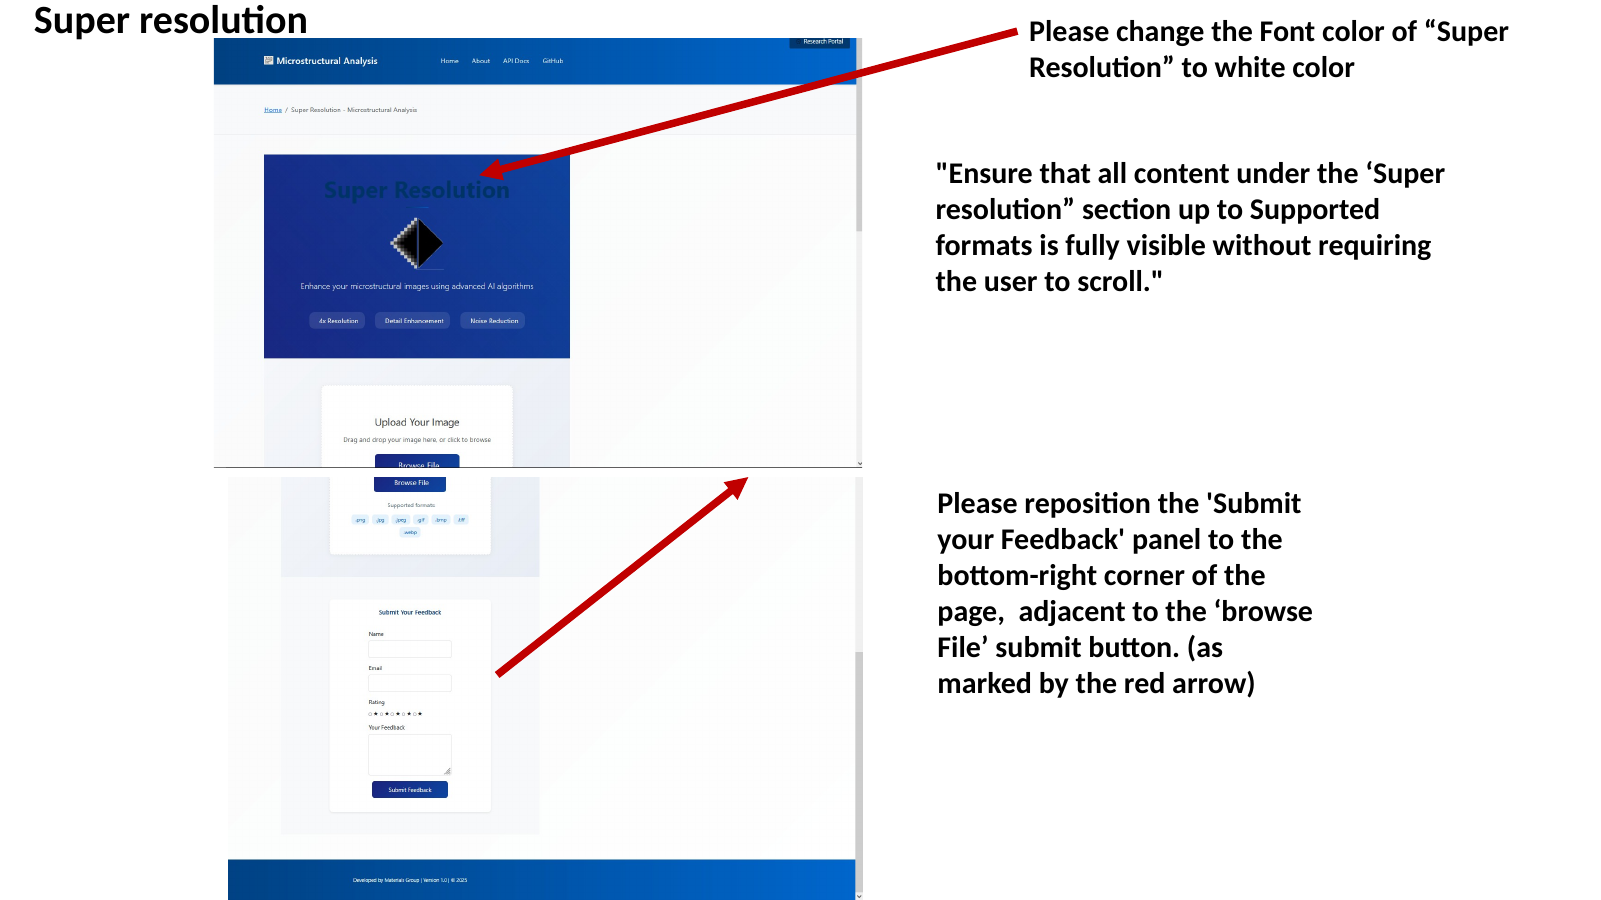 Super resolution
Please change the Font color of “Super
Resolution” to white color
Research Portal
Microstructural Analysis
Home About API Docs GitHub
Home / Super Resolution - Microstructural Analysis
"Ensure that all content under the ‘Super
resolution” section up to Supported
formats is fully visible without requiring
the user to scroll."
Super Resolution
Enhance your microstructural images using advanced AI algorithms
4x Resolution Detail Enhancement Noise Reduction
Upload Your Image
Drag and drop your image here, or click to browse
Browse File
Browse File
Supported formats:
.png .jpg .jpeg .gif .bmp .tiff
.webp
Please reposition the 'Submit
your Feedback' panel to the
bottom-right corner of the
page,  adjacent to the ‘browse
File’ submit button. (as
marked by the red arrow)
Submit Your Feedback
Name
Email
Rating
Your Feedback
Submit Feedback
Developed by Materials Group | Version 1.0 | © 2025